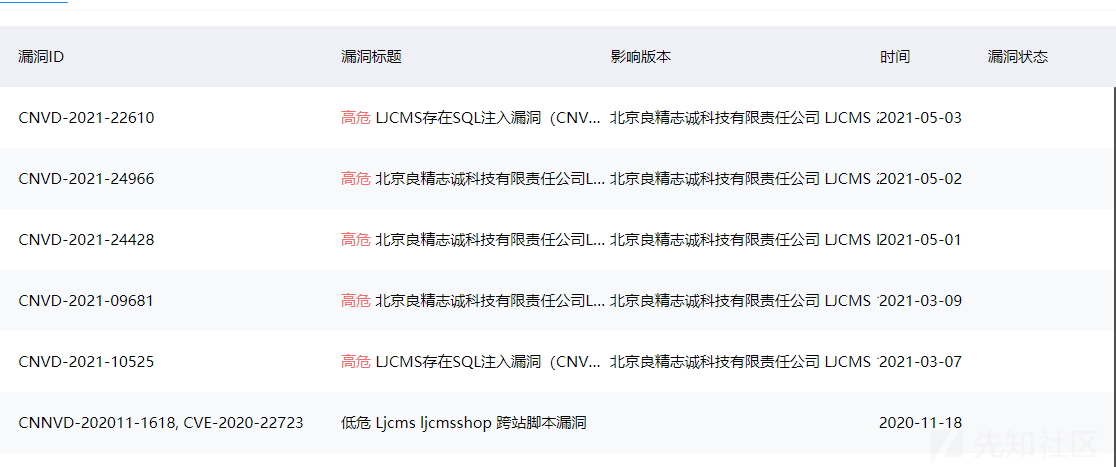 漏洞ID 漏洞标题 影响版本 时间 漏洞状态
CNVD-2021-22610 高危 LJCMS存在SQL注入漏洞（CNV... 北京良精志诚科技有限责任公司 LJCMS 2021-05-03
CNVD-2021-24966 高危 北京良精志诚科技有限责任公司L... 北京良精志诚科技有限责任公司 LJCMS 2021-05-02
CNVD-2021-24428 高危 北京良精志诚科技有限责任公司L... 北京良精志诚科技有限责任公司 LJCMS 2021-05-01
CNVD-2021-09681 高危 北京良精志诚科技有限责任公司L... 北京良精志诚科技有限责任公司 LJCMS 2021-03-09
CNVD-2021-10525 高危 LJCMS存在SQL注入漏洞（CNV... 北京良精志诚科技有限责任公司 LJCMS 2021-03-07
CNNVD-202011-1618, CVE-2020-22723 低危 Ljcms ljcmsshop 跨站脚本漏洞 2020-11-18
先知社区